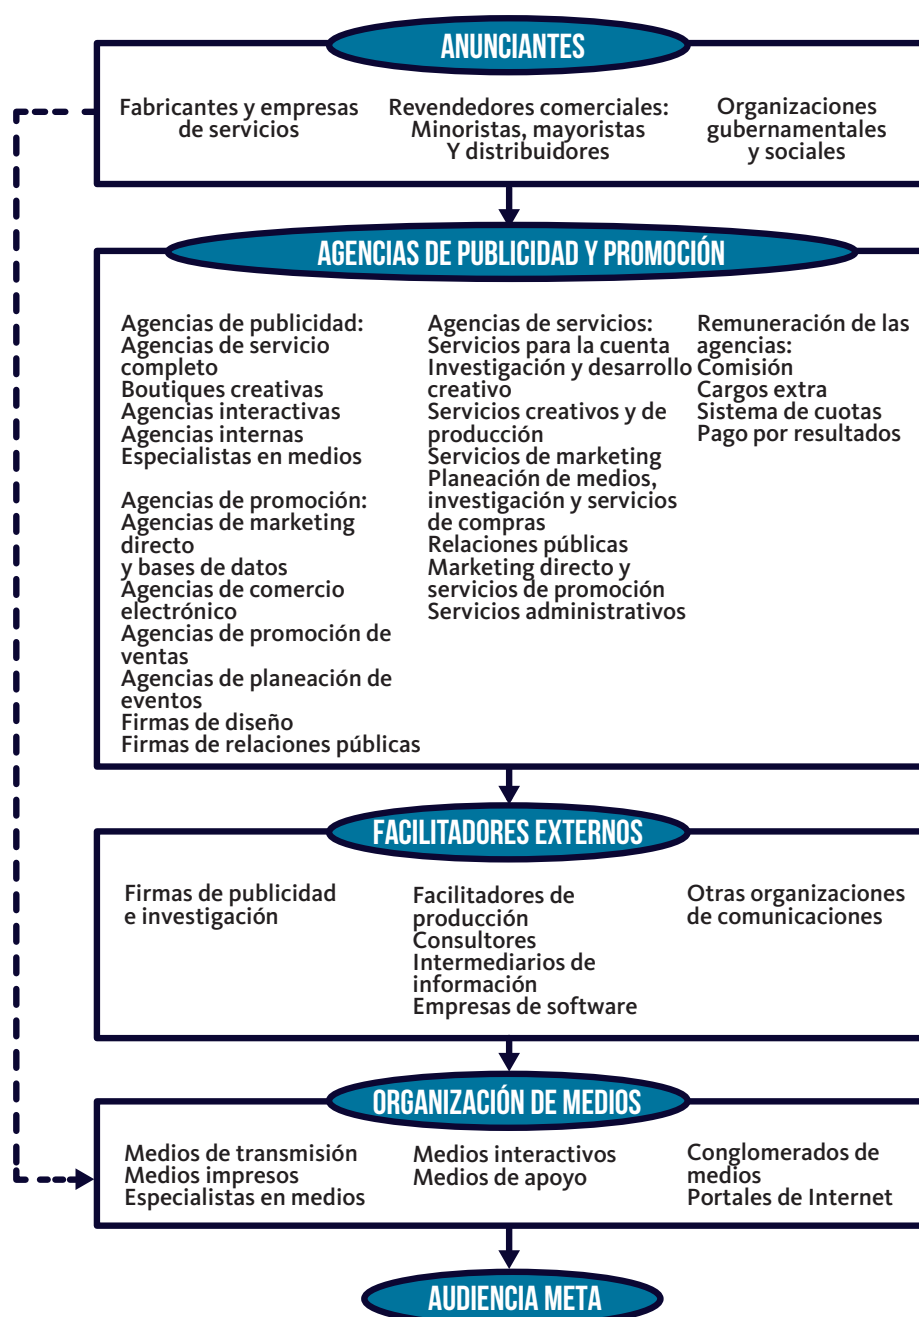 ANUNCIANTES
Fabricantes y empresas
de servicios
Revendedores comerciales:
Minoristas, mayoristas
Y distribuidores
Organizaciones
gubernamentales
y sociales
AGENCIAS DE PUBLICIDAD Y PROMOCIÓN
Agencias de publicidad:
Agencias de servicio
completo
Boutiques creativas
Agencias interactivas
Agencias internas
Especialistas en medios
Agencias de promoción:
Agencias de marketing
directo
y bases de datos
Agencias de comercio
electrónico
Agencias de promoción de
ventas
Agencias de planeación de
eventos
Firmas de diseño
Firmas de relaciones públicas
Agencias de servicios:
Servicios para la cuenta
Investigación y desarrollo
creativo
Servicios creativos y de
producción
Servicios de marketing
Planeación de medios,
investigación y servicios
de compras
Relaciones públicas
Marketing directo y
servicios de promoción
Servicios administrativos
Remuneración de las
agencias:
Comisión
Cargos extra
Sistema de cuotas
Pago por resultados
FACILITADORES EXTERNOS
Firmas de publicidad
e investigación
Facilitadores de
producción
Consultores
Intermediarios de
información
Empresas de software
Otras organizaciones
de comunicaciones
ORGANIZACIÓN DE MEDIOS
Medios de transmisión
Medios impresos
Especialistas en medios
Medios interactivos
Medios de apoyo
Conglomerados de
medios
Portales de Internet
AUDIENCIA META